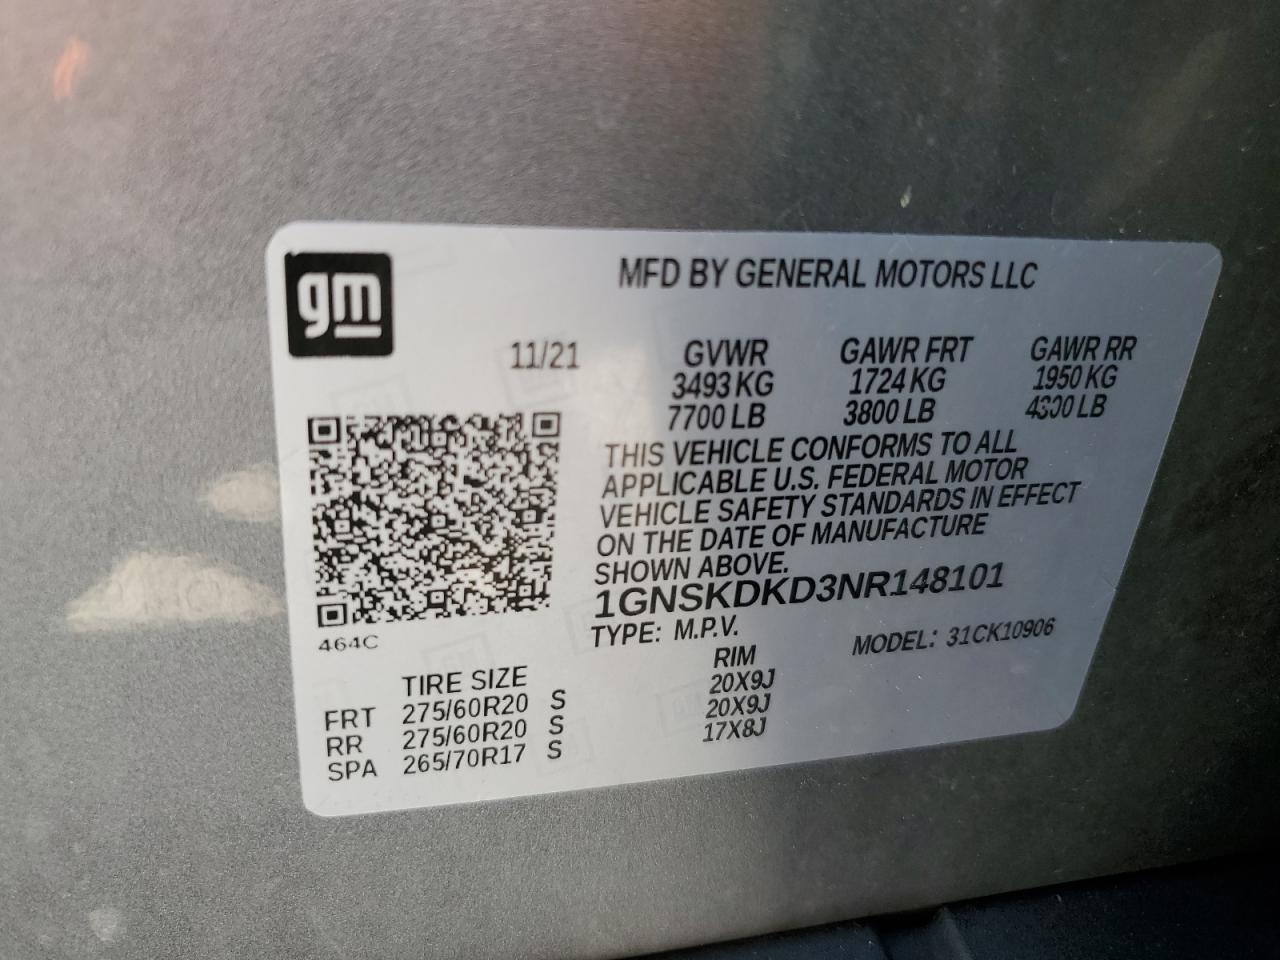 gm
MFD BY GENERAL MOTORS LLC
11/21
GVWR GAWR FRT GAWR RR
3493 KG 1724 KG 1950 KG
7700 LB 3800 LB 4300 LB
THIS VEHICLE CONFORMS TO ALL
APPLICABLE U.S. FEDERAL MOTOR
VEHICLE SAFETY STANDARDS IN EFFECT
ON THE DATE OF MANUFACTURE
SHOWN ABOVE.
1GNSKDKD3NR148101
464C
TYPE: M.P.V. MODEL: 31CK10906
TIRE SIZE RIM
FRT 275/60R20 S 20X9J
RR 275/60R20 S 20X9J
SPA 265/70R17 S 17X8J